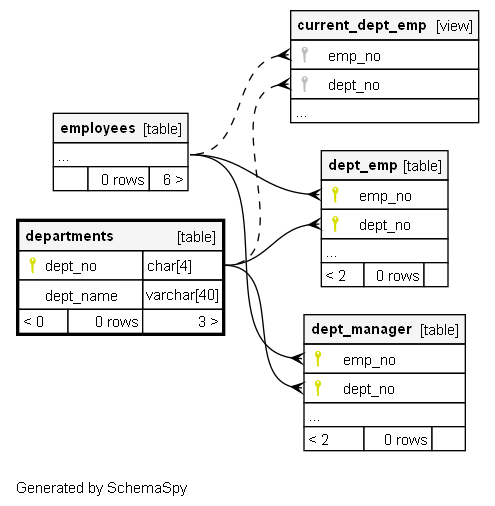 current_dept_emp [view]
emp_no
dept_no
...
employees [table]
...
0 rows 6 >
dept_emp [table]
emp_no
dept_no
...
< 2 0 rows
departments [table]
dept_no char[4]
dept_name varchar[40]
< 0 0 rows 3 >
dept_manager [table]
emp_no
dept_no
...
< 2 0 rows
Generated by SchemaSpy